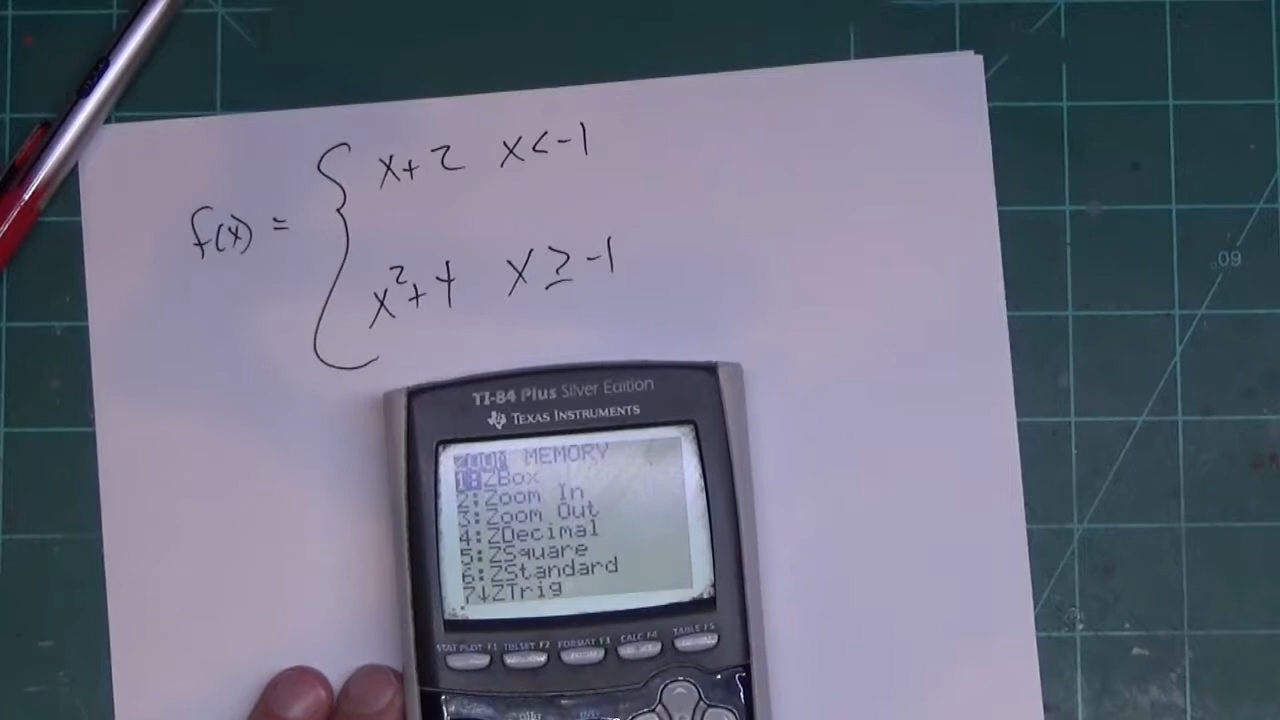 f(x) = { x+2 x<-1
x²+4 x≥-1
TI-84 Plus Silver Edition
TEXAS INSTRUMENTS
ZOOM MEMORY
1:ZBox
2:Zoom In
3:Zoom Out
4:ZDecimal
5:ZSquare
6:ZStandard
7↓ZTrig
STAT PLOT F1 TBLSET F2 FORMAT F3 CALC F4 TABLE F5
60